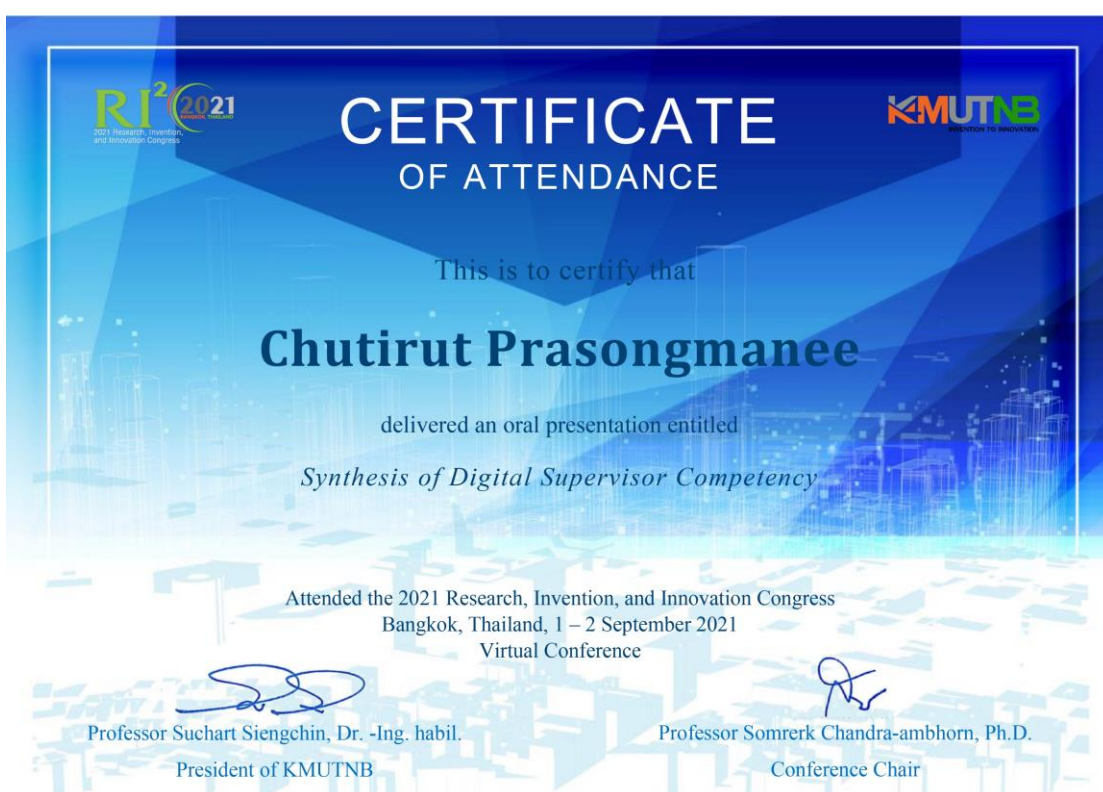 RI² 2021
BANGKOK, THAILAND
2021 Research, Invention,
and Innovation Congress
KMUTNB
INVENTION TO INNOVATION
CERTIFICATE
OF ATTENDANCE
This is to certify that
Chutirut Prasongmanee
delivered an oral presentation entitled
Synthesis of Digital Supervisor Competency
Attended the 2021 Research, Invention, and Innovation Congress
Bangkok, Thailand, 1 – 2 September 2021
Virtual Conference
Professor Suchart Siengchin, Dr. -Ing. habil.
President of KMUTNB
Professor Somrerk Chandra-ambhorn, Ph.D.
Conference Chair